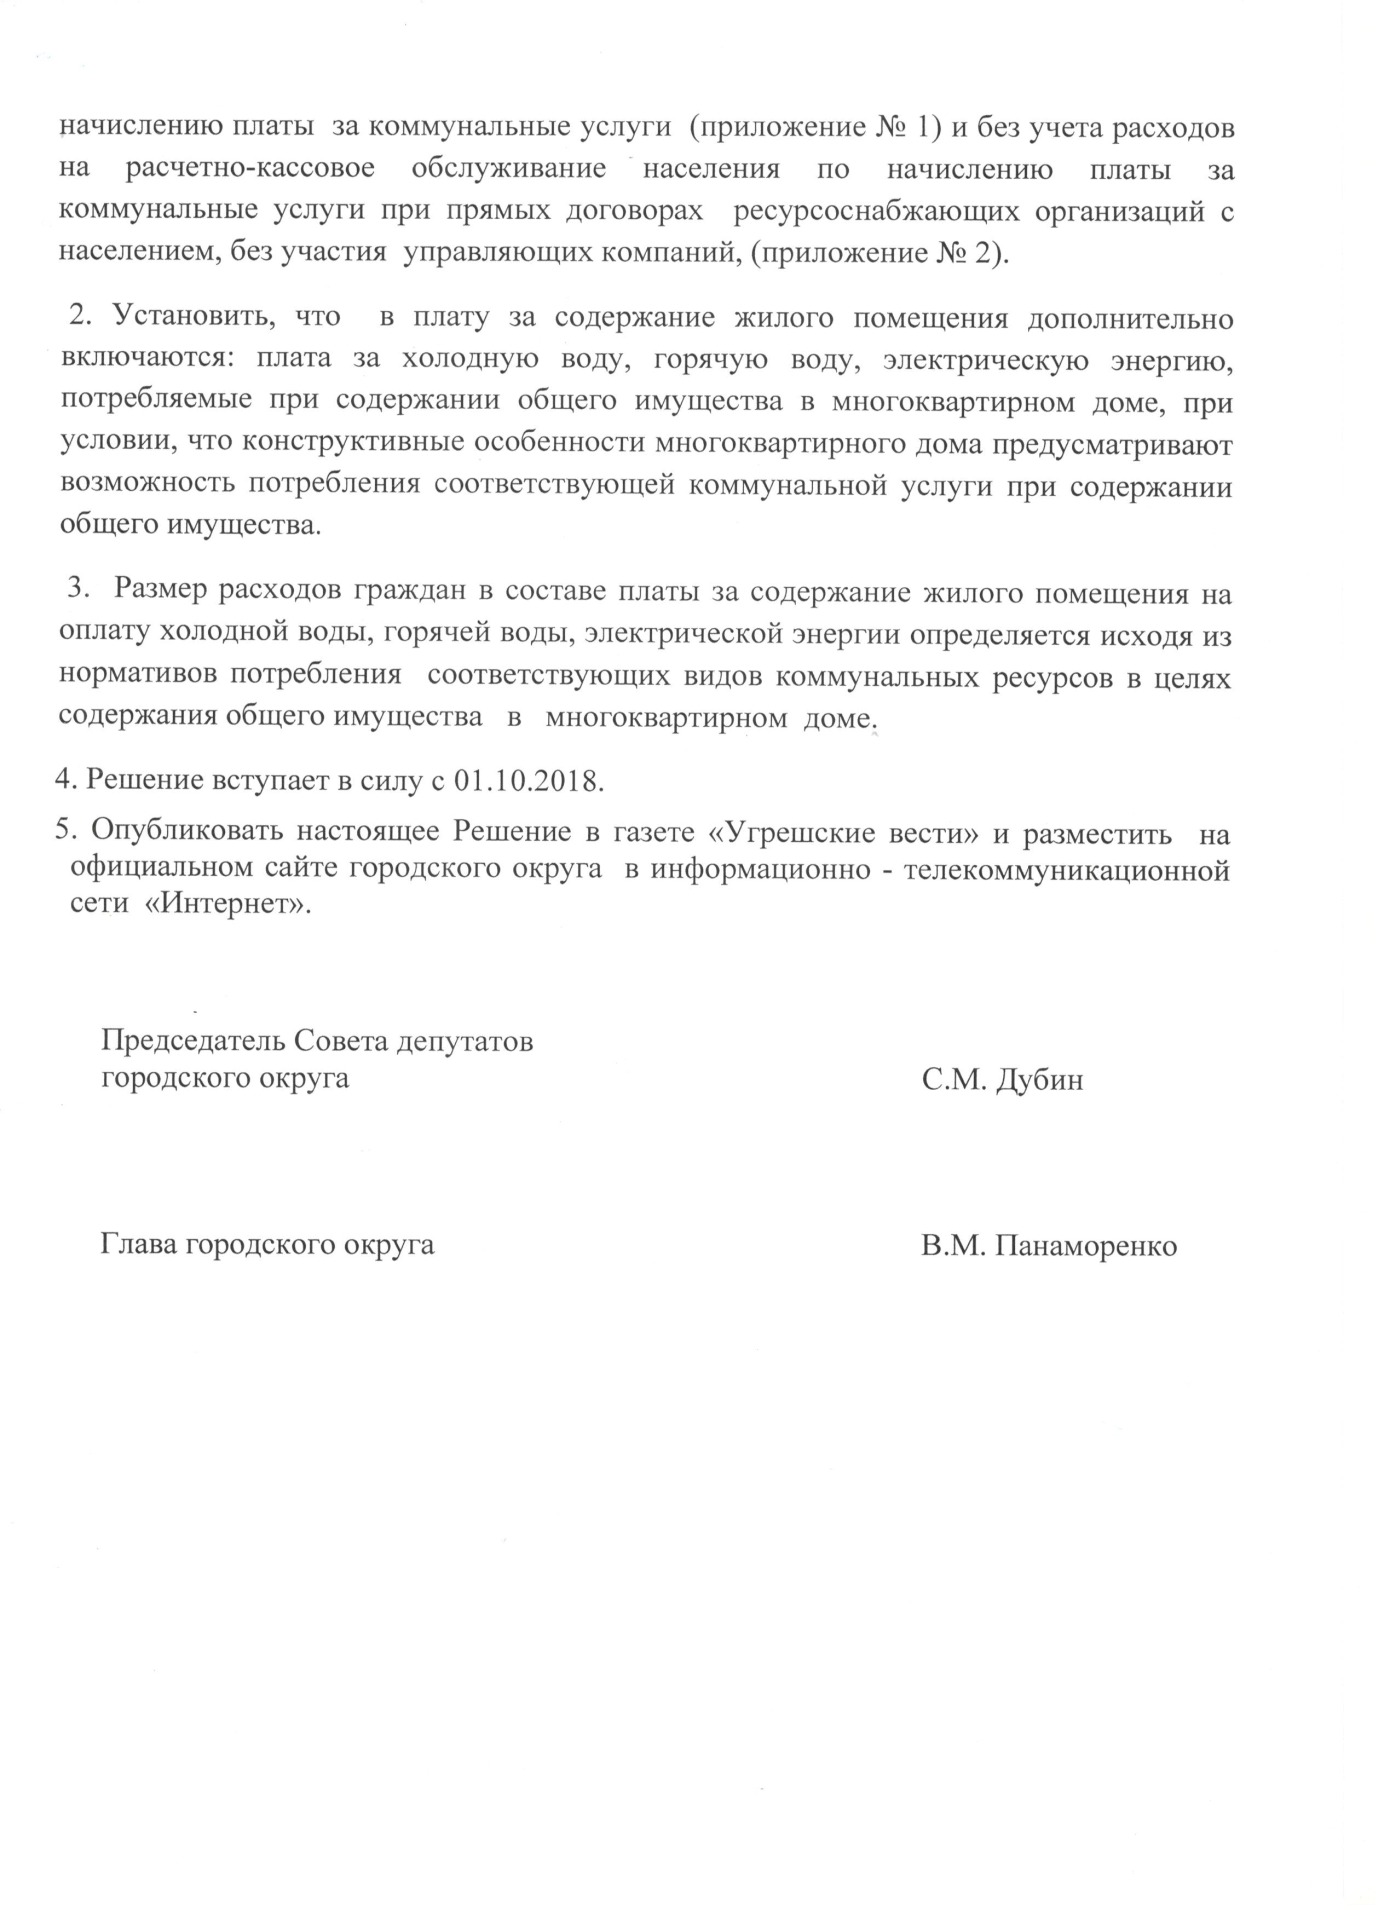 начислению платы за коммунальные услуги (приложение № 1) и без учета расходов
на расчетно-кассовое обслуживание населения по начислению платы за
коммунальные услуги при прямых договорах ресурсоснабжающих организаций с
населением, без участия управляющих компаний, (приложение № 2).
2. Установить, что в плату за содержание жилого помещения дополнительно
включаются: плата за холодную воду, горячую воду, электрическую энергию,
потребляемые при содержании общего имущества в многоквартирном доме, при
условии, что конструктивные особенности многоквартирного дома предусматривают
возможность потребления соответствующей коммунальной услуги при содержании
общего имущества.
3. Размер расходов граждан в составе платы за содержание жилого помещения на
оплату холодной воды, горячей воды, электрической энергии определяется исходя из
нормативов потребления соответствующих видов коммунальных ресурсов в целях
содержания общего имущества в многоквартирном доме.
4. Решение вступает в силу с 01.10.2018.
5. Опубликовать настоящее Решение в газете «Угрешские вести» и разместить на
официальном сайте городского округа в информационно - телекоммуникационной
сети «Интернет».
Председатель Совета депутатов
городского округа С.М. Дубин
Глава городского округа В.М. Панаморенко